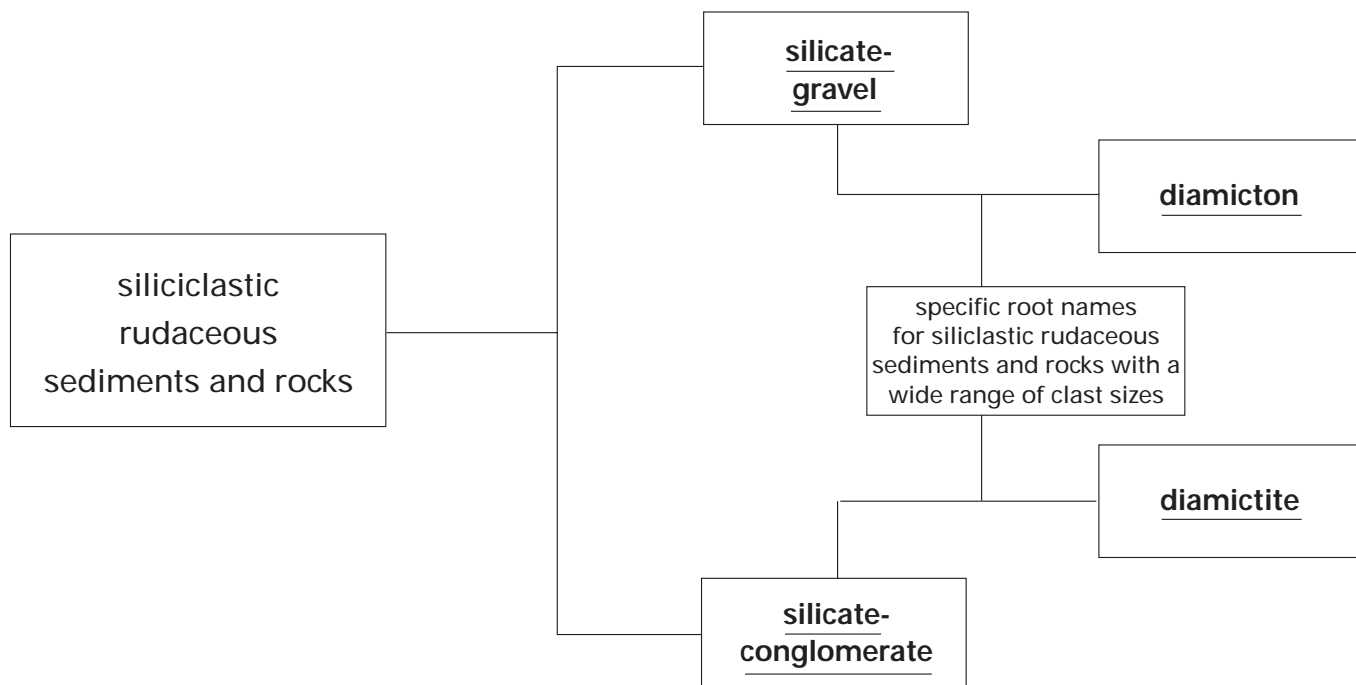 silicate-
gravel
diamicton
siliciclastic
rudaceous
sediments and rocks
specific root names
for siliclastic rudaceous
sediments and rocks with a
wide range of clast sizes
diamictite
silicate-
conglomerate